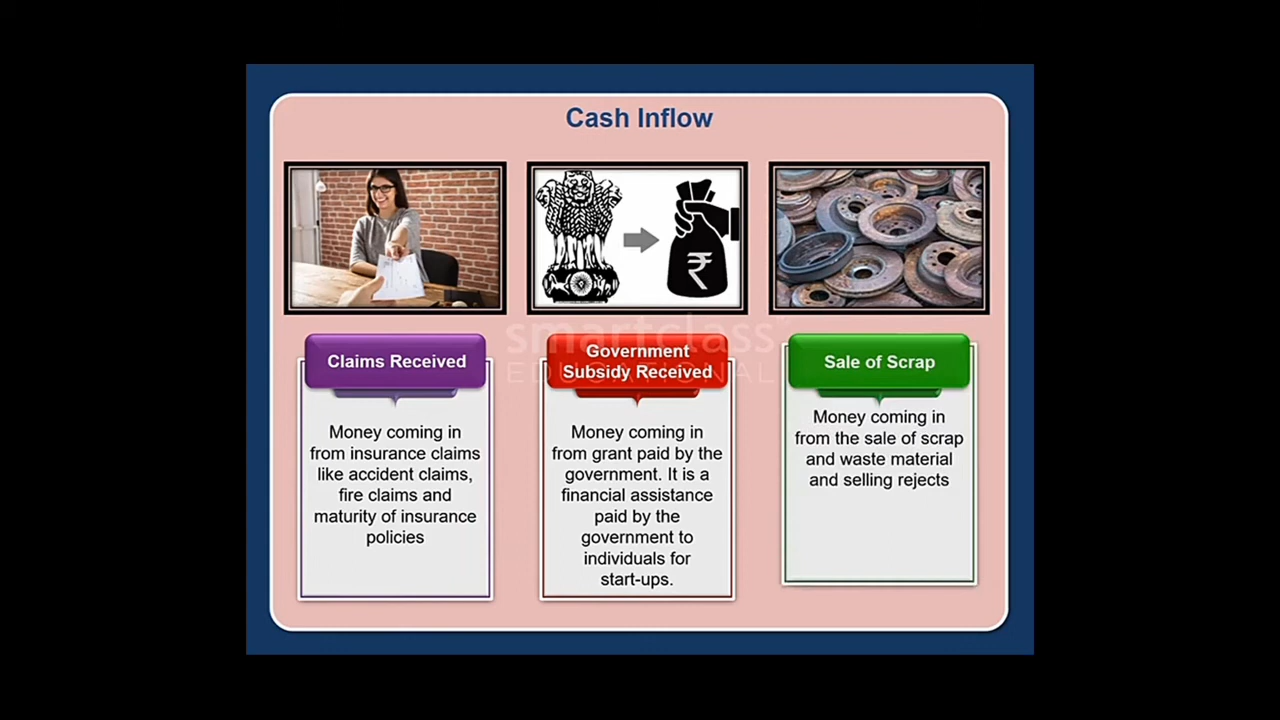 Cash Inflow
₹
smartclass
EDUCATIONAL
Claims Received
Money coming in
from insurance claims
like accident claims,
fire claims and
maturity of insurance
policies
Government
Subsidy Received
Money coming in
from grant paid by the
government. It is a
financial assistance
paid by the
government to
individuals for
start-ups.
Sale of Scrap
Money coming in
from the sale of scrap
and waste material
and selling rejects